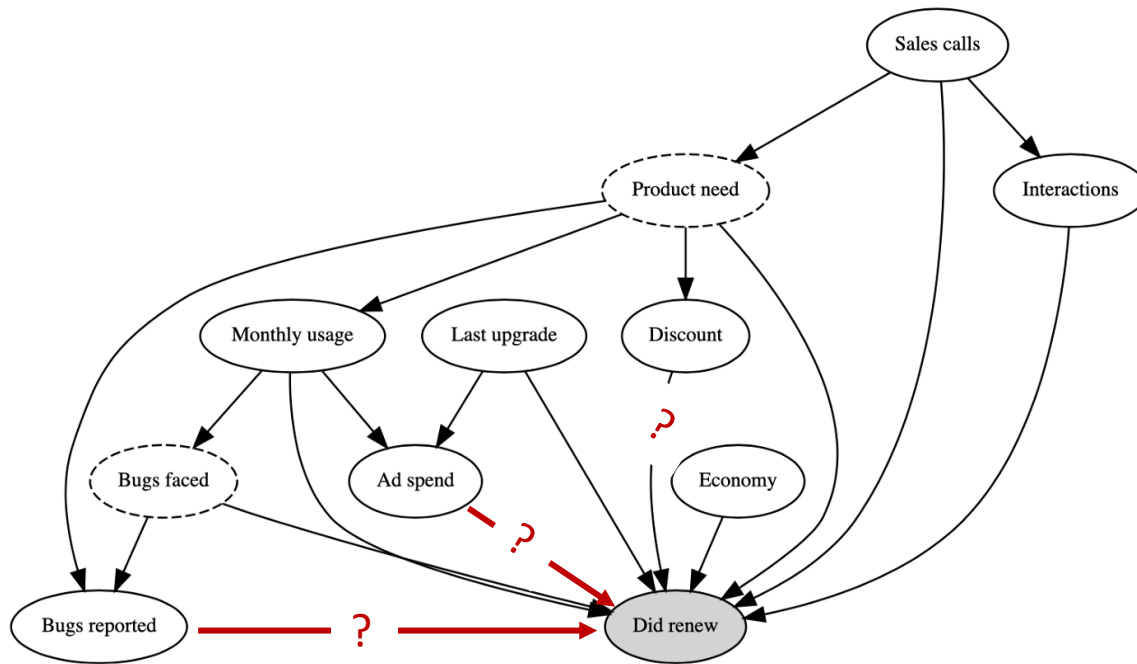 Sales calls
Product need
Interactions
Monthly usage
Last upgrade
Discount
?
Bugs faced
Ad spend
Economy
?
Bugs reported
?
Did renew